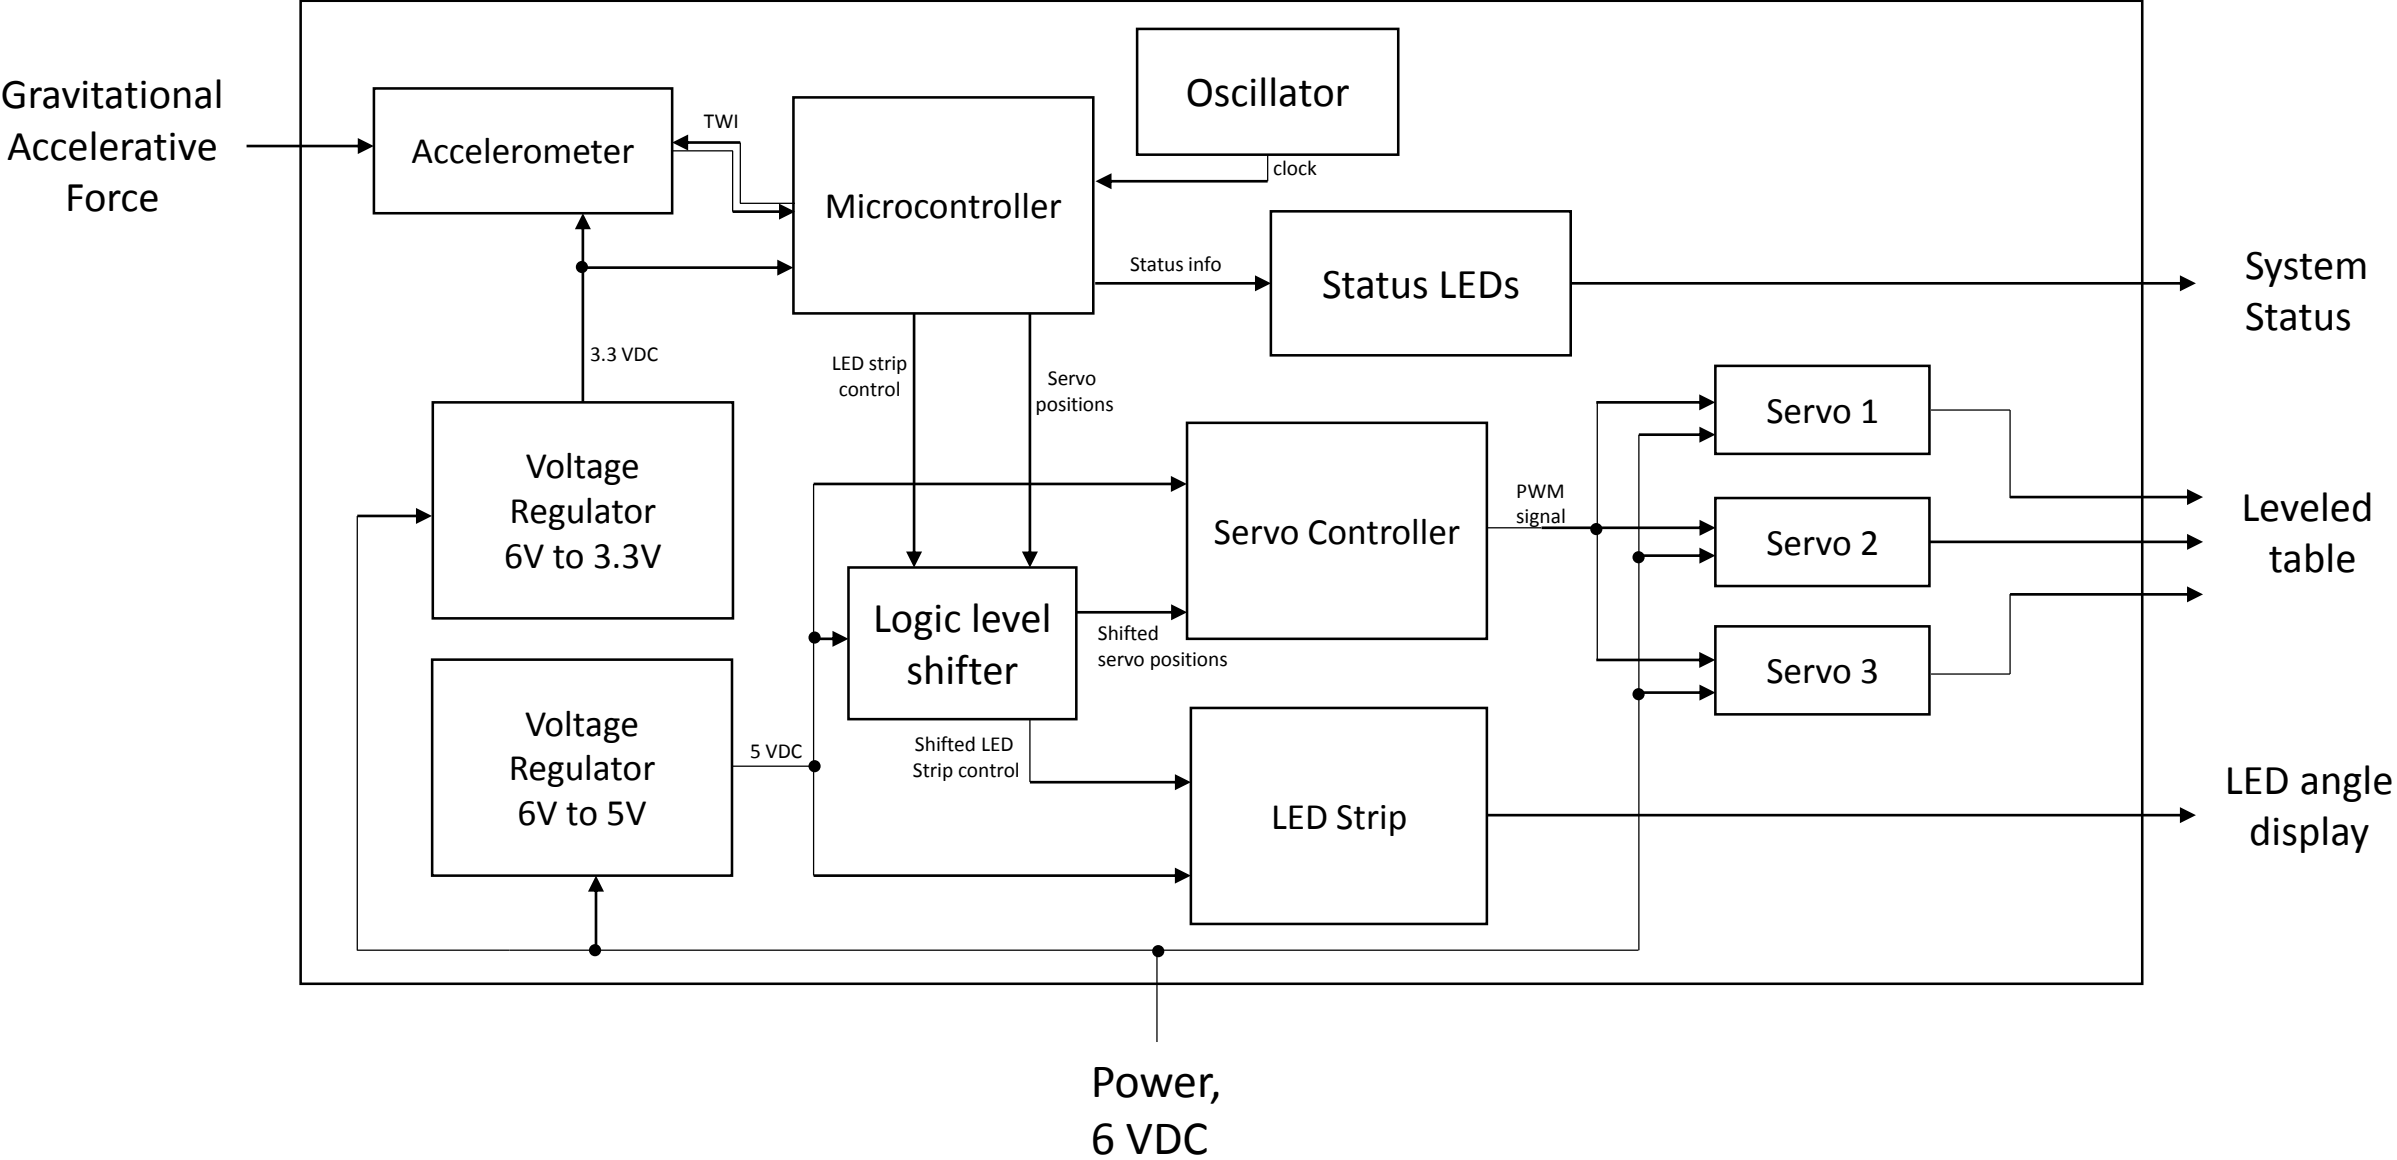 Gravitational
Accelerative
Force
Accelerometer
TWI
Microcontroller
Oscillator
clock
Status info
Status LEDs
System
Status
3.3 VDC
LED strip
control
Servo
positions
Voltage
Regulator
6V to 3.3V
Servo Controller
PWM
signal
Servo 1
Servo 2
Servo 3
Leveled
table
Logic level
shifter
Shifted
servo positions
Voltage
Regulator
6V to 5V
5 VDC
Shifted LED
Strip control
LED Strip
LED angle
display
Power,
6 VDC